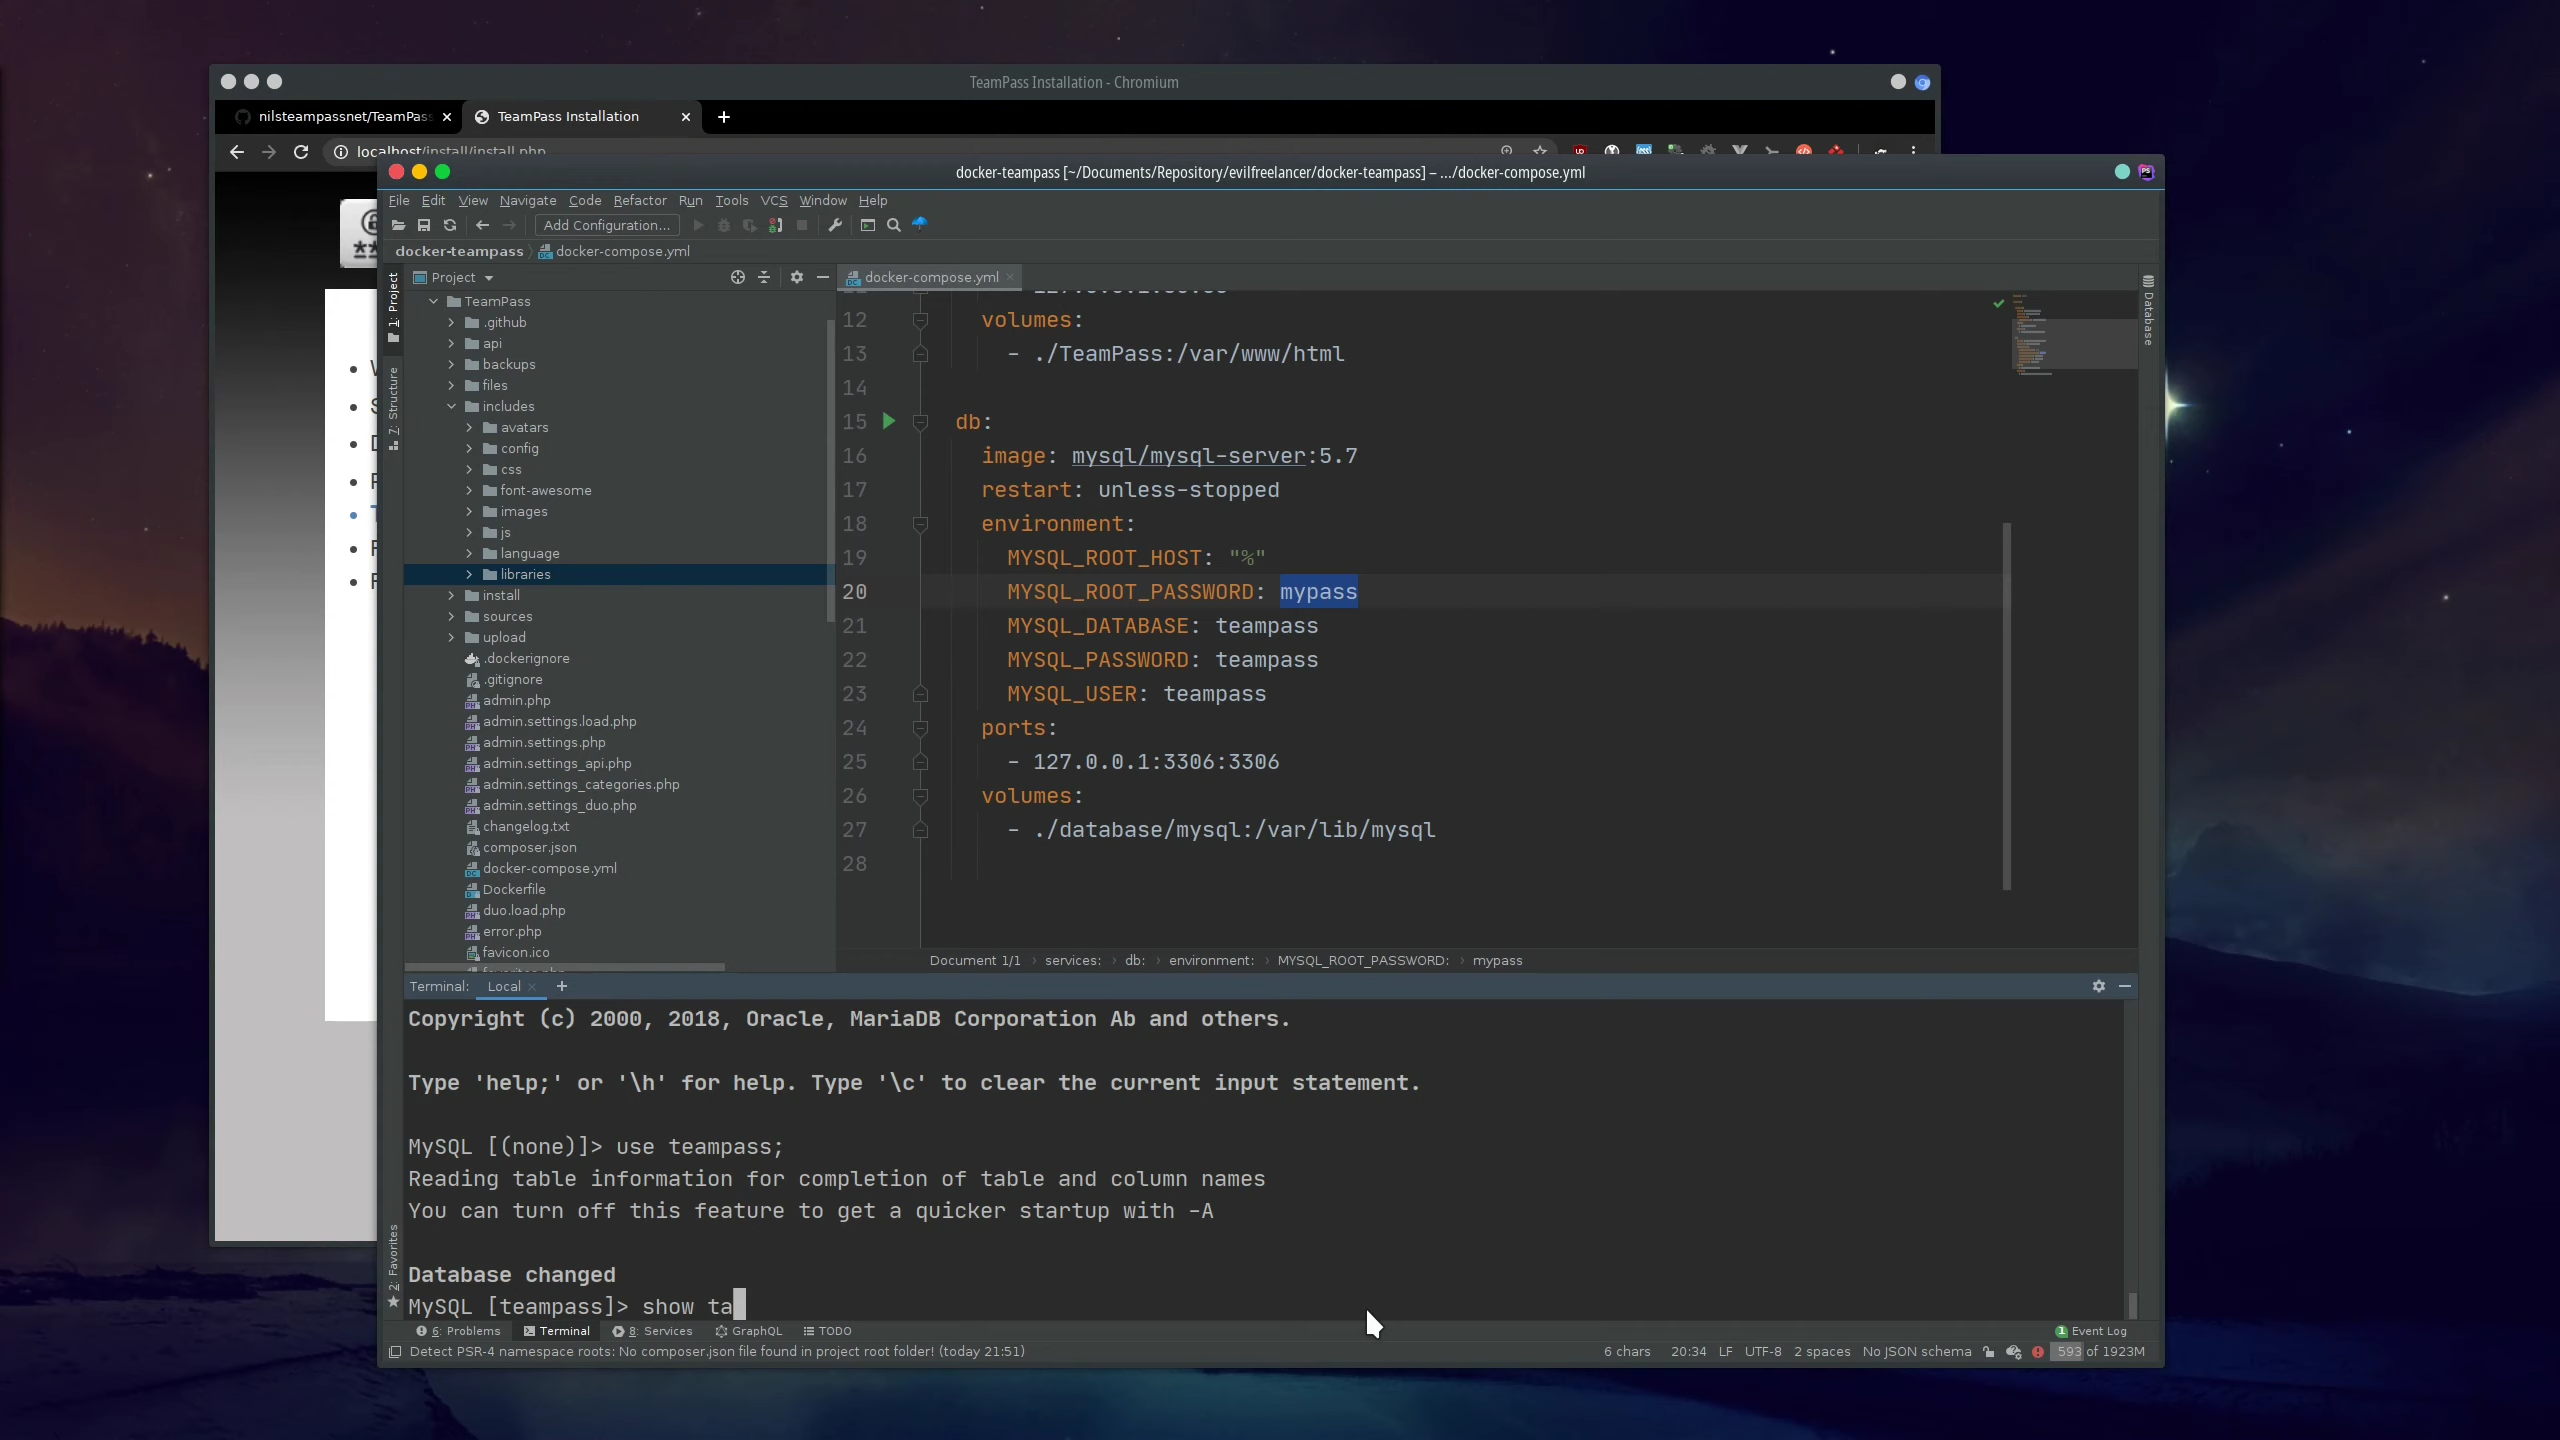 TeamPass Installation - Chromium
nilsteampassnet/TeamPass
TeamPass Installation
localhost/install/install.php
docker-teampass [~/Documents/Repository/evilfreelancer/docker-teampass] – .../docker-compose.yml
File Edit View Navigate Code Refactor Run Tools VCS Window Help
Add Configuration...
docker-teampass docker-compose.yml
Project
docker-compose.yml
1: Project
7: Structure
2: Favorites
Database
TeamPass
.github
api
backups
files
includes
avatars
config
css
font-awesome
images
js
language
libraries
install
sources
upload
.dockerignore
.gitignore
admin.php
admin.settings.load.php
admin.settings.php
admin.settings_api.php
admin.settings_categories.php
admin.settings_duo.php
changelog.txt
composer.json
docker-compose.yml
Dockerfile
duo.load.php
error.php
favicon.ico
12 volumes:
13 - ./TeamPass:/var/www/html
14
15 db:
16 image: mysql/mysql-server:5.7
17 restart: unless-stopped
18 environment:
19 MYSQL_ROOT_HOST: "%"
20 MYSQL_ROOT_PASSWORD: mypass
21 MYSQL_DATABASE: teampass
22 MYSQL_PASSWORD: teampass
23 MYSQL_USER: teampass
24 ports:
25 - 127.0.0.1:3306:3306
26 volumes:
27 - ./database/mysql:/var/lib/mysql
28
Document 1/1 › services: › db: › environment: › MYSQL_ROOT_PASSWORD: › mypass
Terminal: Local
Copyright (c) 2000, 2018, Oracle, MariaDB Corporation Ab and others.
Type 'help;' or '\h' for help. Type '\c' to clear the current input statement.
MySQL [(none)]> use teampass;
Reading table information for completion of table and column names
You can turn off this feature to get a quicker startup with -A
Database changed
MySQL [teampass]> show ta
6: Problems Terminal 8: Services GraphQL TODO
1 Event Log
Detect PSR-4 namespace roots: No composer.json file found in project root folder! (today 21:51)
6 chars 20:34 LF UTF-8 2 spaces No JSON schema 593 of 1923M